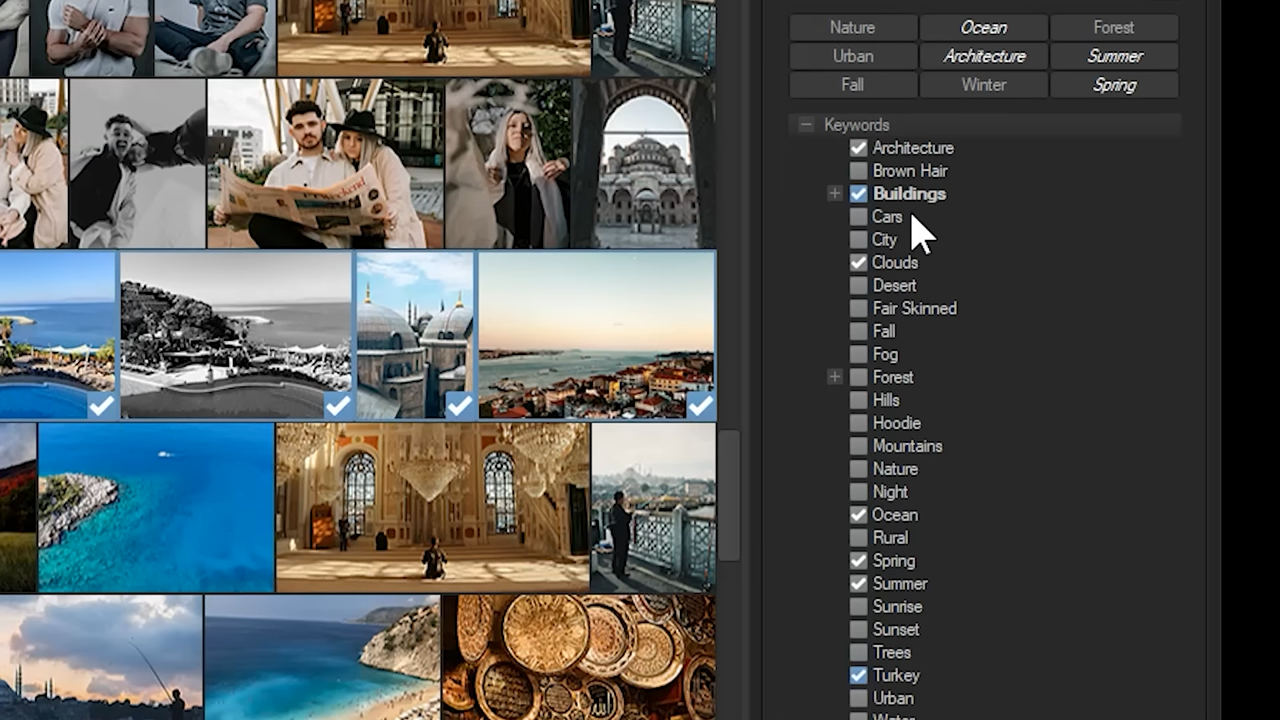 Nature Ocean Forest
Urban Architecture Summer
Fall Winter Spring
Keywords
Architecture
Brown Hair
Buildings
Cars
City
Clouds
Desert
Fair Skinned
Fall
Fog
Forest
Hills
Hoodie
Mountains
Nature
Night
Ocean
Rural
Spring
Summer
Sunrise
Sunset
Trees
Turkey
Urban